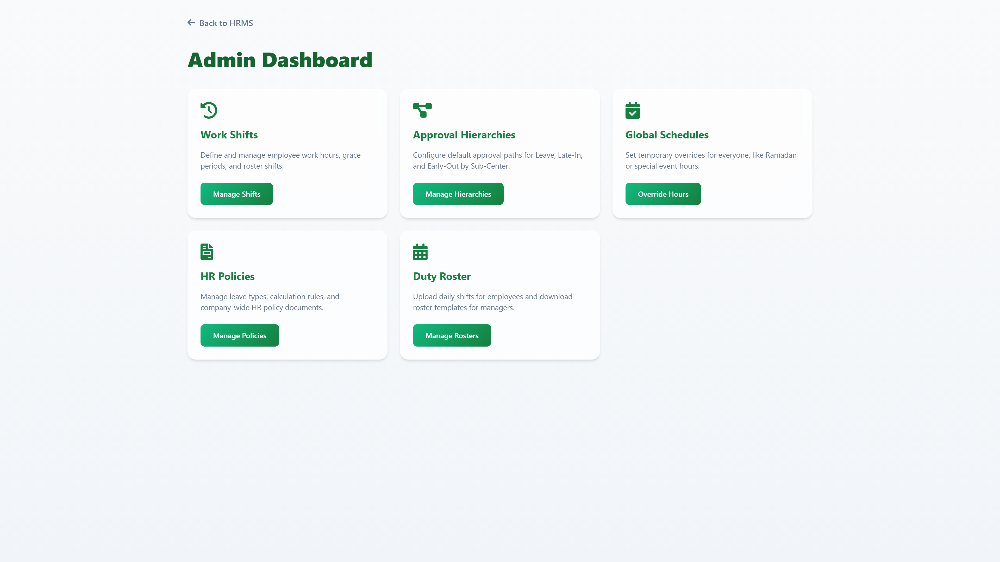 Back to HRMS
Admin Dashboard
Work Shifts
Define and manage employee work hours, grace
periods, and roster shifts.
Manage Shifts
Approval Hierarchies
Configure default approval paths for Leave, Late-In,
and Early-Out by Sub-Center.
Manage Hierarchies
Global Schedules
Set temporary overrides for everyone, like Ramadan
or special event hours.
Override Hours
HR Policies
Manage leave types, calculation rules, and
company-wide HR policy documents.
Manage Policies
Duty Roster
Upload daily shifts for employees and download
roster templates for managers.
Manage Rosters